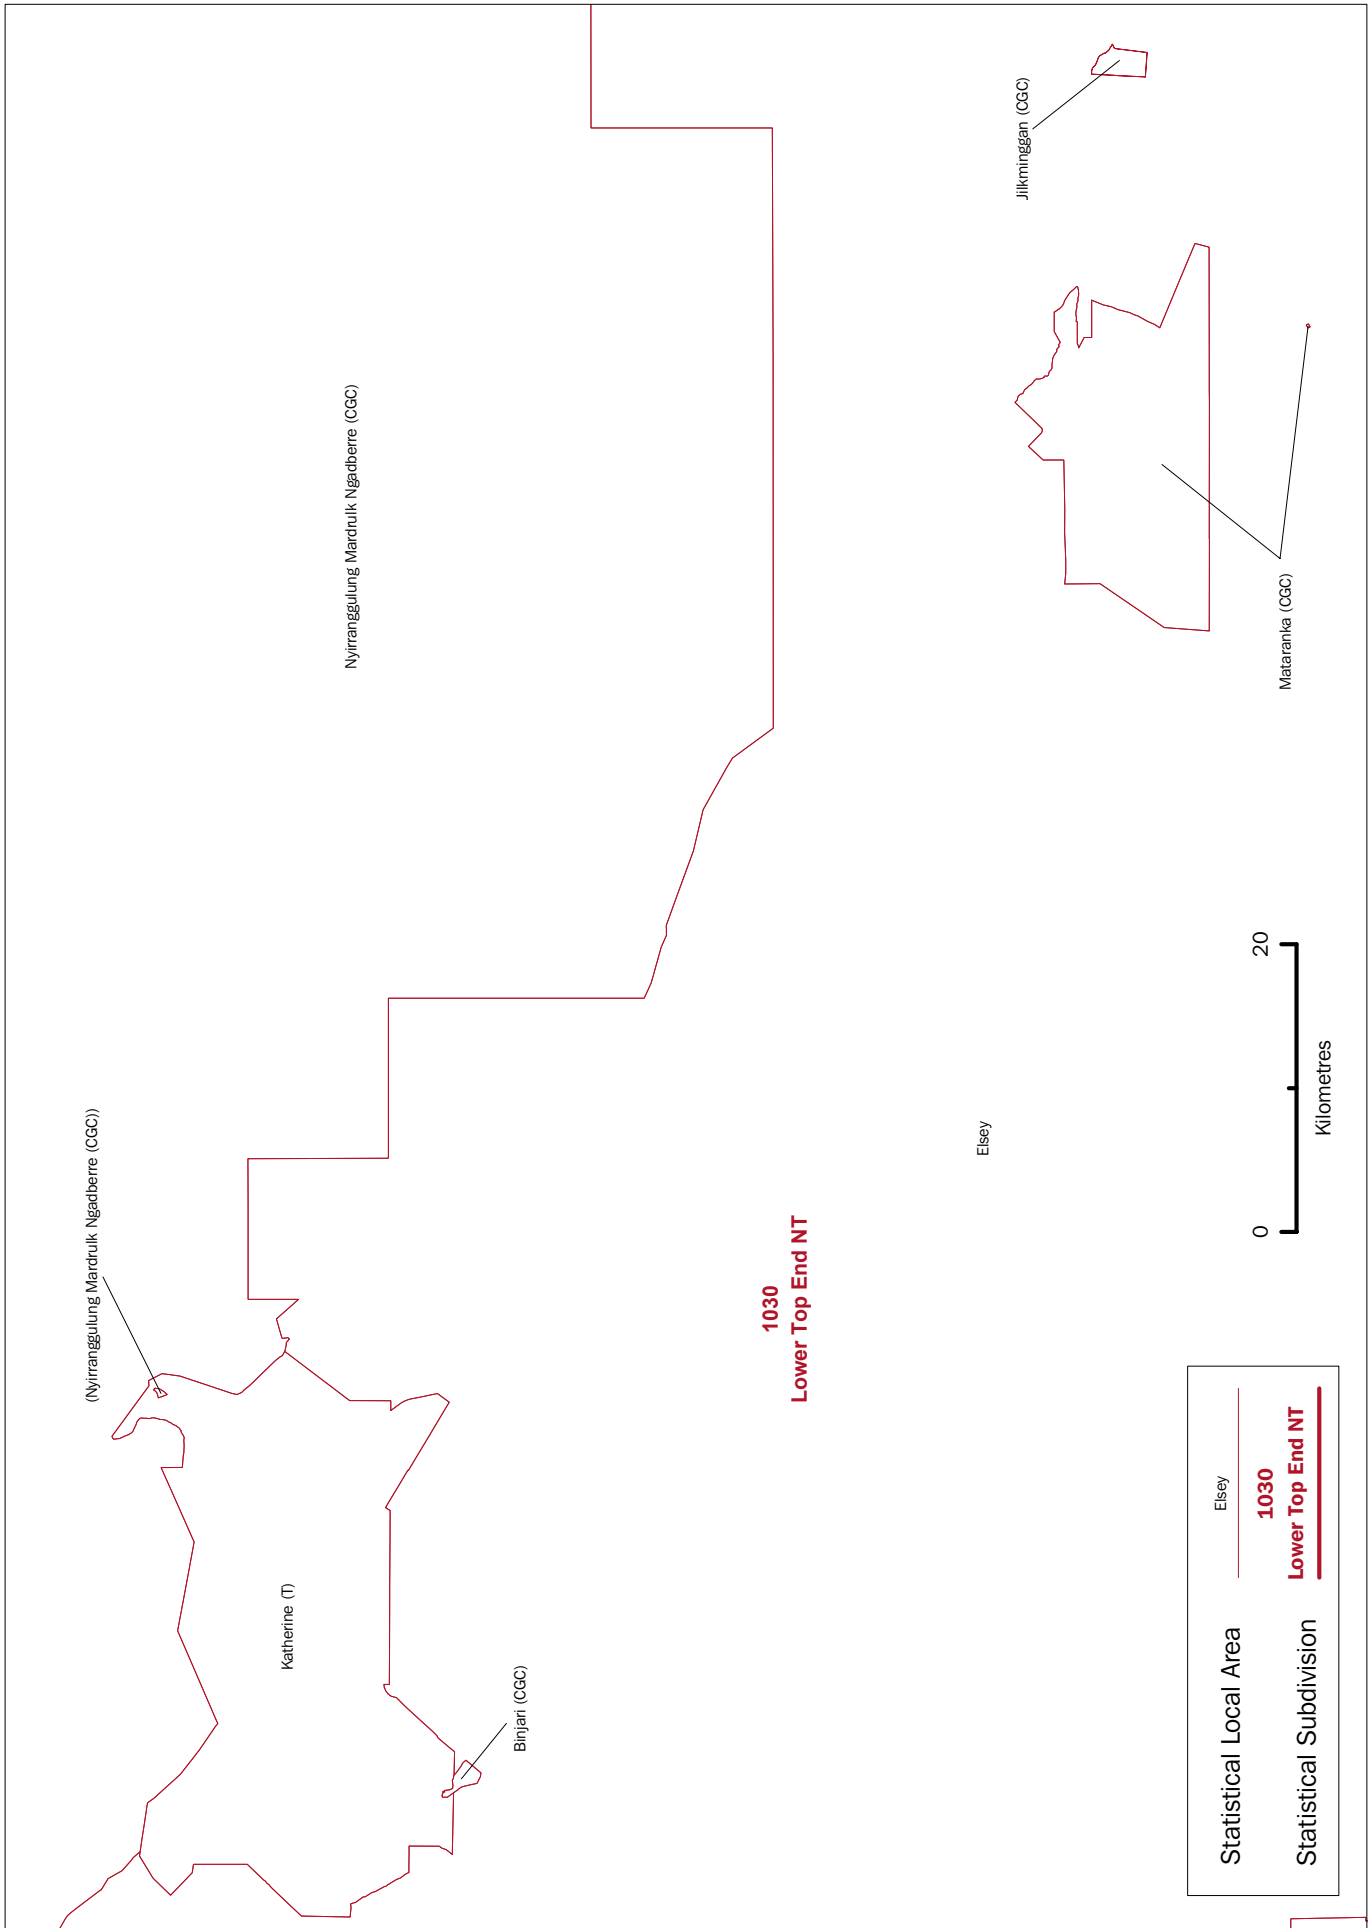 (Nyirranggulung Mardrulk Ngadberre (CGC))
Nyirranggulung Mardrulk Ngadberre (CGC)
Katherine (T)
Binjari (CGC)
1030
Lower Top End NT
Elsey
Jilkminggan (CGC)
Mataranka (CGC)
0
20
Kilometres
Statistical Local Area
Elsey
Statistical Subdivision
1030
Lower Top End NT